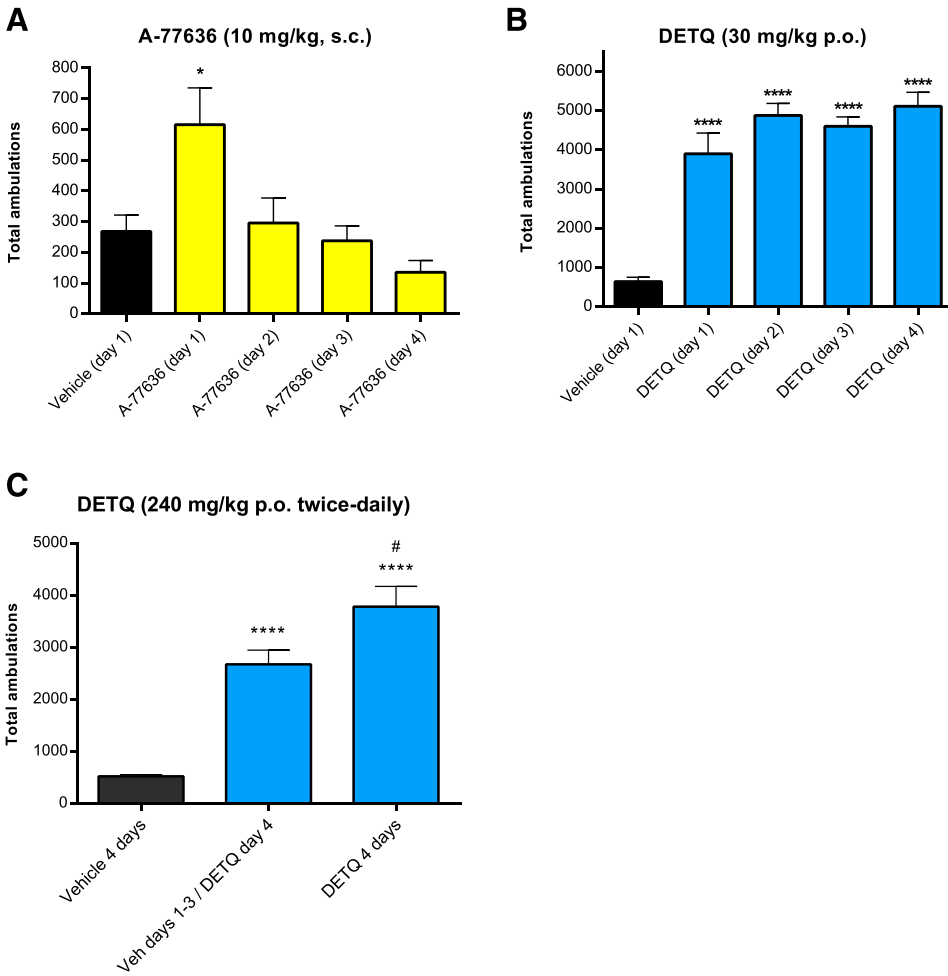 A
A-77636 (10 mg/kg, s.c.)
Total ambulations
800
700
600
500
400
300
200
100
0
*
Vehicle (day 1)
A-77636 (day 1)
A-77636 (day 2)
A-77636 (day 3)
A-77636 (day 4)
B
DETQ (30 mg/kg p.o.)
Total ambulations
6000
5000
4000
3000
2000
1000
0
****
****
****
****
Vehicle (day 1)
DETQ (day 1)
DETQ (day 2)
DETQ (day 3)
DETQ (day 4)
C
DETQ (240 mg/kg p.o. twice-daily)
Total ambulations
5000
4000
3000
2000
1000
0
****
#
****
Vehicle 4 days
Veh days 1-3 / DETQ day 4
DETQ 4 days